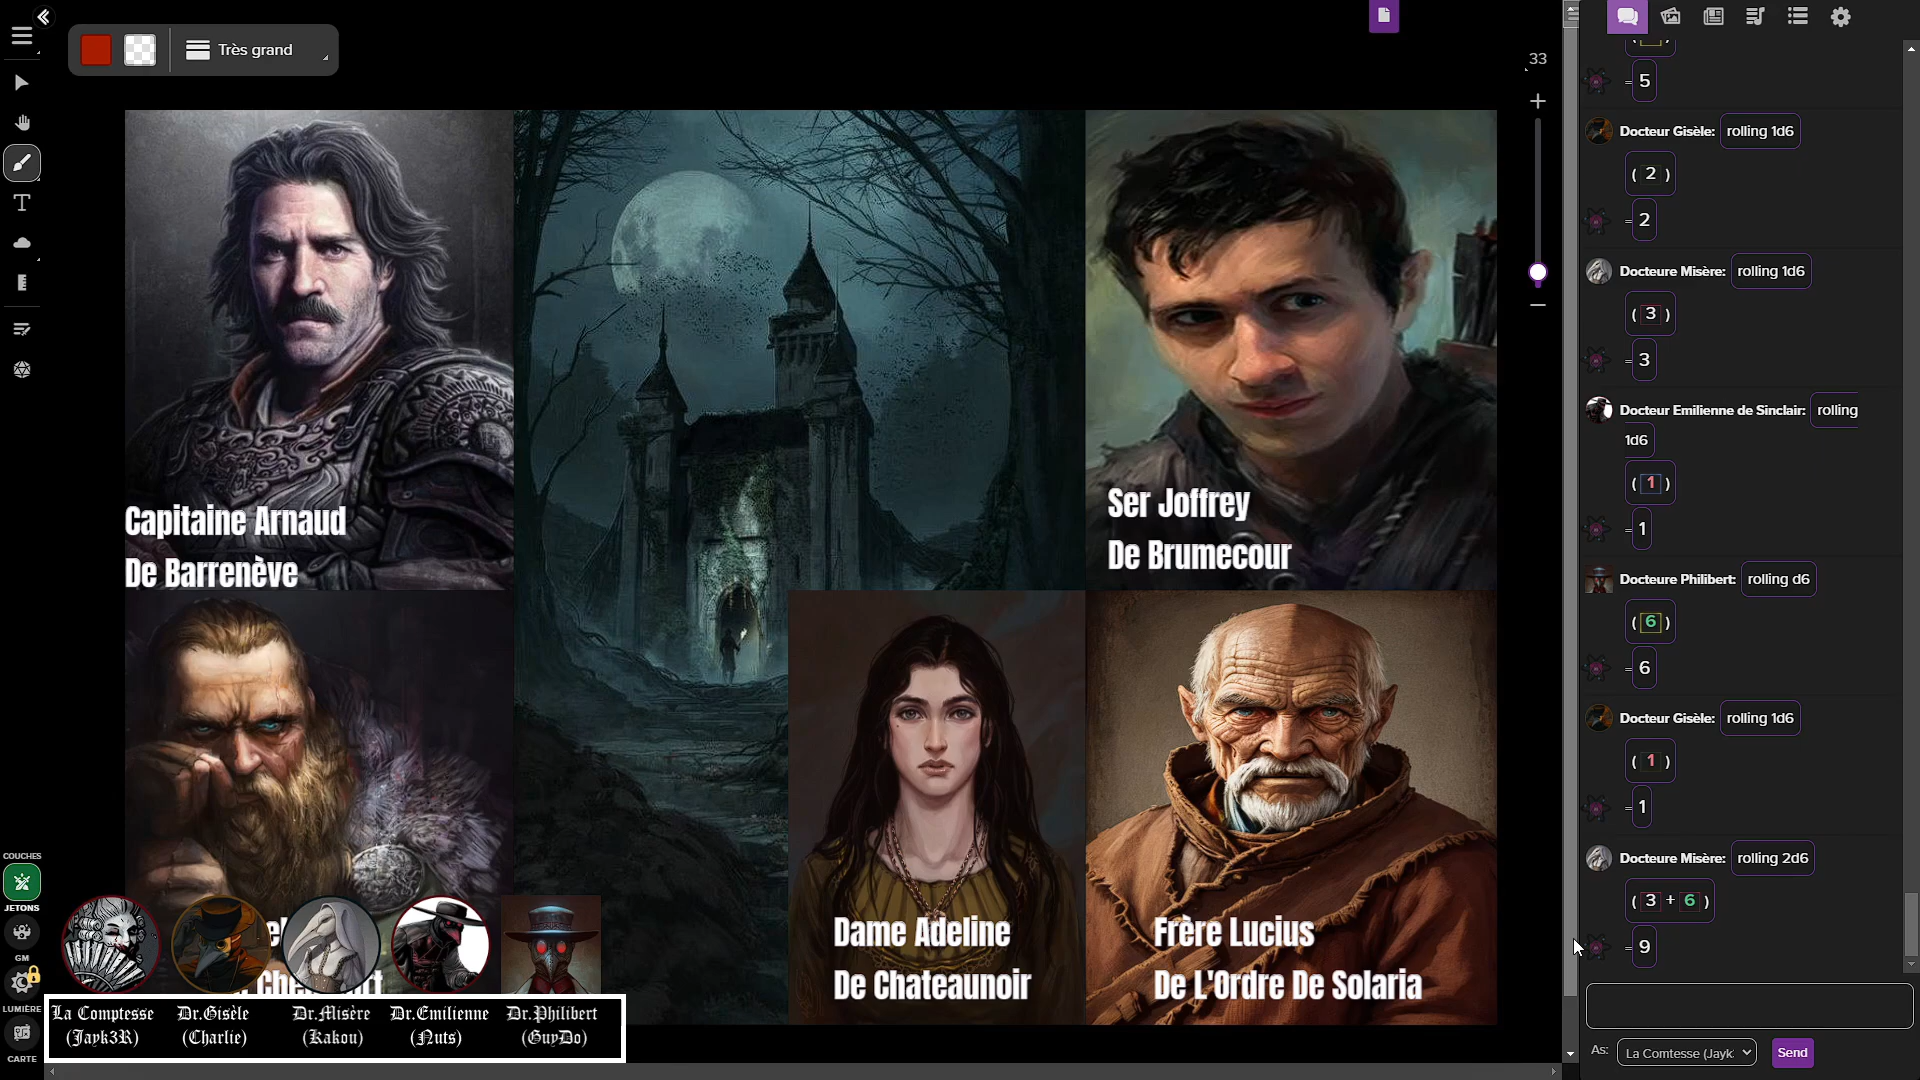 Très grand
33
Capitaine Arnaud
De Barrenève
Ser Joffrey
De Brumecour
Dame Adeline
De Chateaunoir
Frère Lucius
De L'Ordre De Solaria
COUCHES
JETONS
GM
LUMIÈRE
CARTE
La Comptesse
(Jayk3R)
Dr.Gisèle
(Charlie)
Dr.Misère
(Kakou)
Dr.Emilienne
(Nuts)
Dr.Philibert
(GuyDo)
=5
Docteur Gisèle: rolling 1d6
(2)
=2
Docteure Misère: rolling 1d6
(3)
=3
Docteur Emilienne de Sinclair: rolling
1d6
(1)
=1
Docteure Philibert: rolling d6
(6)
=6
Docteur Gisèle: rolling 1d6
(1)
=1
Docteure Misère: rolling 2d6
(3+6)
=9
As: La Comtesse (Jayk
Send